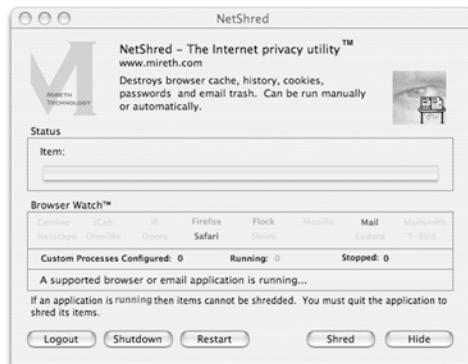 NetShred
NetShred – The Internet privacy utility™
www.mireth.com
Destroys browser cache, history, cookies,
passwords and email trash. Can be run manually
or automatically.
MIRETH
TECHNOLOGY
Status
Item:
Browser Watch™
Camino iCab IE Firefox Flock Mozilla Mail Mailsmith
Netscape OmniWe Opera Safari Shiira Eudora T-Bird
Custom Processes Configured: 0 Running: 0 Stopped: 0
A supported browser or email application is running...
If an application is running then items cannot be shredded. You must quit the application to
shred its items.
Logout Shutdown Restart Shred Hide